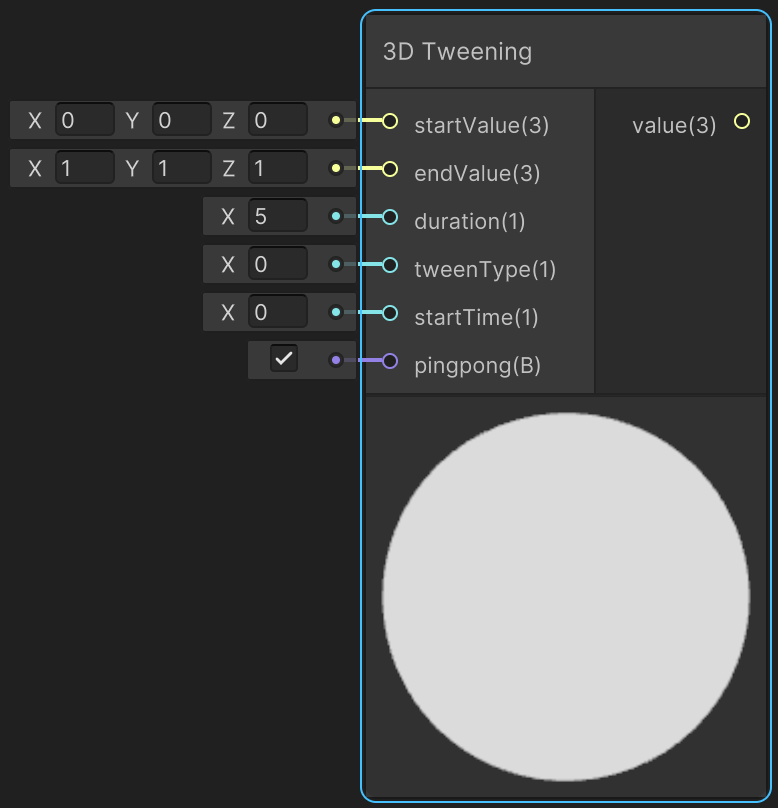 3D Tweening
X 0 Y 0 Z 0 startValue(3) value(3)
X 1 Y 1 Z 1 endValue(3)
X 5 duration(1)
X 0 tweenType(1)
X 0 startTime(1)
pingpong(B)